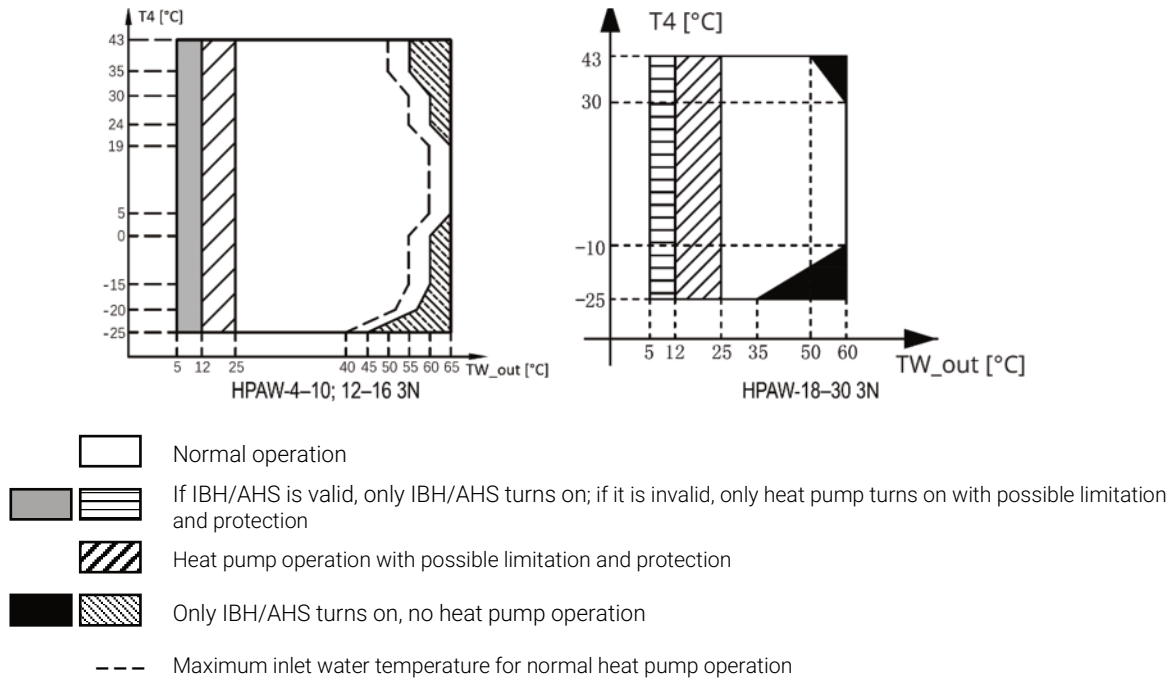 T4 [°C]
43
35
30
24
19
5
0
-15
-20
-25
5 12 25 40 45 50 55 60 65 TW_out [°C]
HPAW-4–10; 12–16 3N
T4 [°C]
43
30
-10
-25
5 12 25 35 50 60
TW_out [°C]
HPAW-18–30 3N
Normal operation
If IBH/AHS is valid, only IBH/AHS turns on; if it is invalid, only heat pump turns on with possible limitation
and protection
Heat pump operation with possible limitation and protection
Only IBH/AHS turns on, no heat pump operation
Maximum inlet water temperature for normal heat pump operation